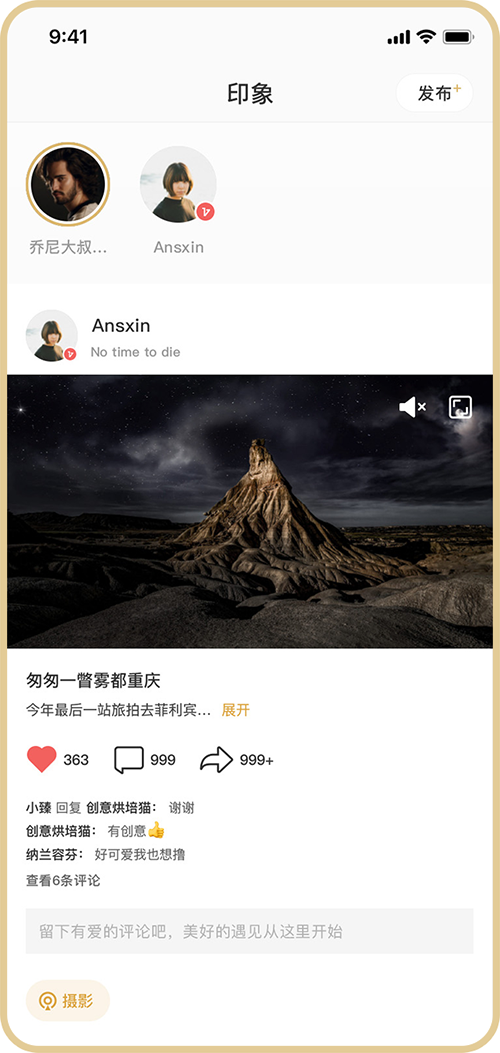 9:41
印象
发布+
乔尼大叔...
Ansxin
Ansxin
No time to die
匆匆一瞥雾都重庆
今年最后一站旅拍去菲利宾... 展开
363 999 999+
小臻 回复 创意烘培猫： 谢谢
创意烘培猫： 有创意👍
纳兰容芬： 好可爱我也想撸
查看6条评论
留下有爱的评论吧，美好的遇见从这里开始
摄影